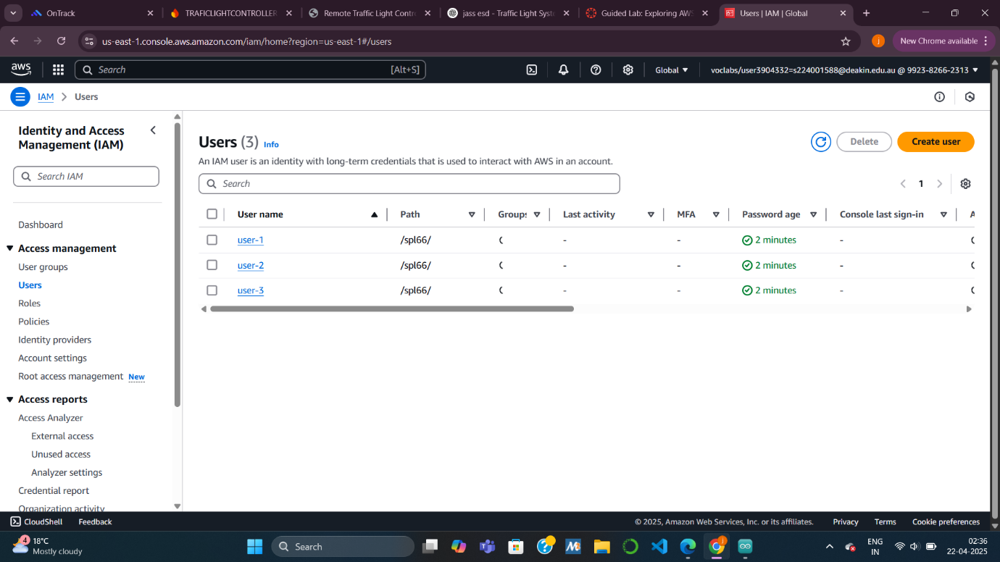 OnTrack
TRAFICLIGHTCONTROLLER
Remote Traffic Light Contr
jass esd - Traffic Light Syste
Guided Lab: Exploring AWS
Users | IAM | Global
us-east-1.console.aws.amazon.com/iam/home?region=us-east-1#/users
j
New Chrome available
aws
Search
[Alt+S]
Global
voclabs/user3904332=s224001588@deakin.edu.au @ 9923-8266-2313
IAM > Users
Identity and Access
Management (IAM)
Search IAM
Dashboard
Access management
User groups
Users
Roles
Policies
Identity providers
Account settings
Root access management New
Access reports
Access Analyzer
External access
Unused access
Analyzer settings
Credential report
Organization activity
Users (3) Info
Delete
Create user
An IAM user is an identity with long-term credentials that is used to interact with AWS in an account.
Search
1
User name Path Groups Last activity MFA Password age Console last sign-in
user-1 /spl66/ - - 2 minutes -
user-2 /spl66/ - - 2 minutes -
user-3 /spl66/ - - 2 minutes -
CloudShell Feedback © 2025, Amazon Web Services, Inc. or its affiliates. Privacy Terms Cookie preferences
4
18°C
Mostly cloudy
Search
j
ENG
IN
02:36
22-04-2025